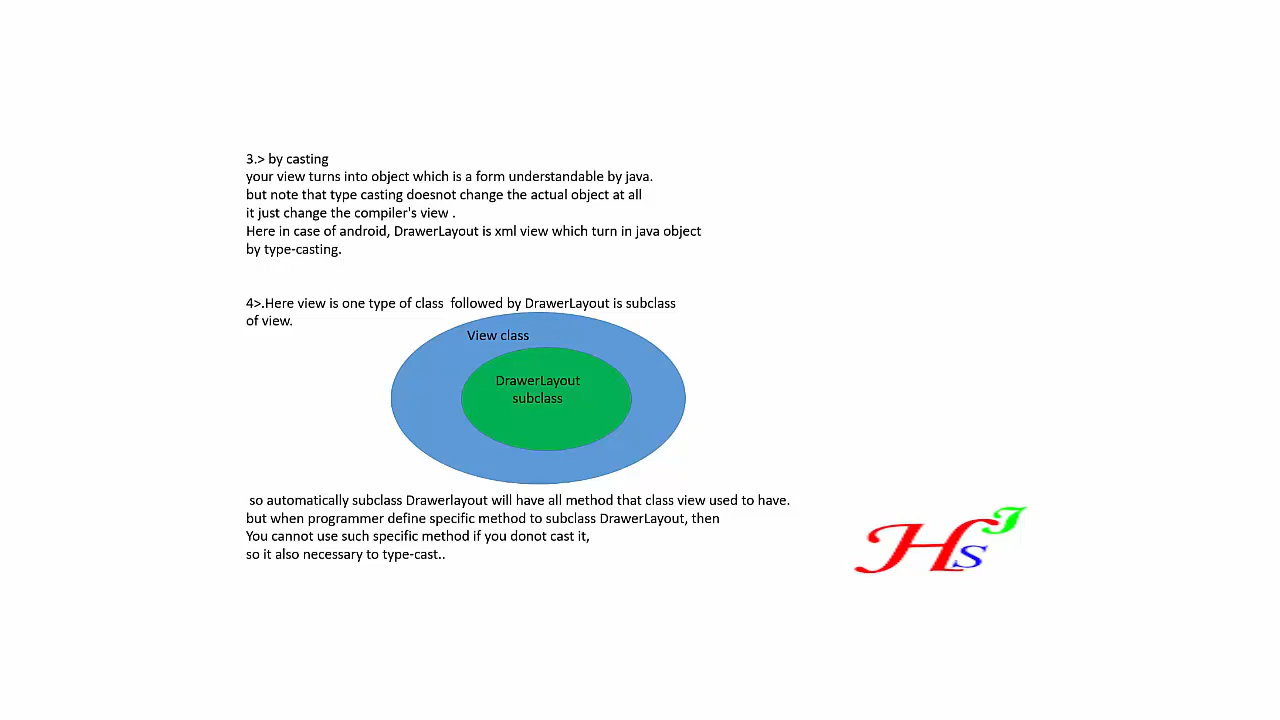 3.> by casting
your view turns into object which is a form understandable by java.
but note that type casting doesnot change the actual object at all
it just change the compiler's view .
Here in case of android, DrawerLayout is xml view which turn in java object
by type-casting.
4>.Here view is one type of class  followed by DrawerLayout is subclass
of view.
View class
DrawerLayout
subclass
so automatically subclass Drawerlayout will have all method that class view used to have.
but when programmer define specific method to subclass DrawerLayout, then
You cannot use such specific method if you donot cast it,
so it also necessary to type-cast..
HsJ